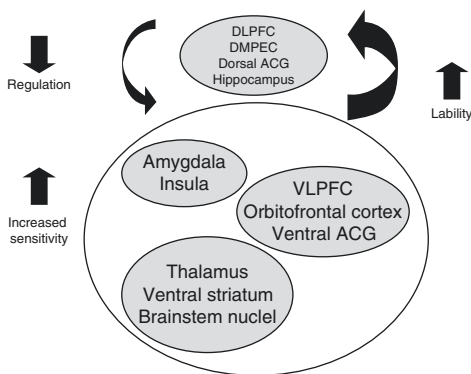 DLPFC
DMPEC
Dorsal ACG
Hippocampus
Regulation
Lability
Amygdala
Insula
VLPFC
Orbitofrontal cortex
Ventral ACG
Increased
sensitivity
Thalamus
Ventral striatum
Brainstem nuclel